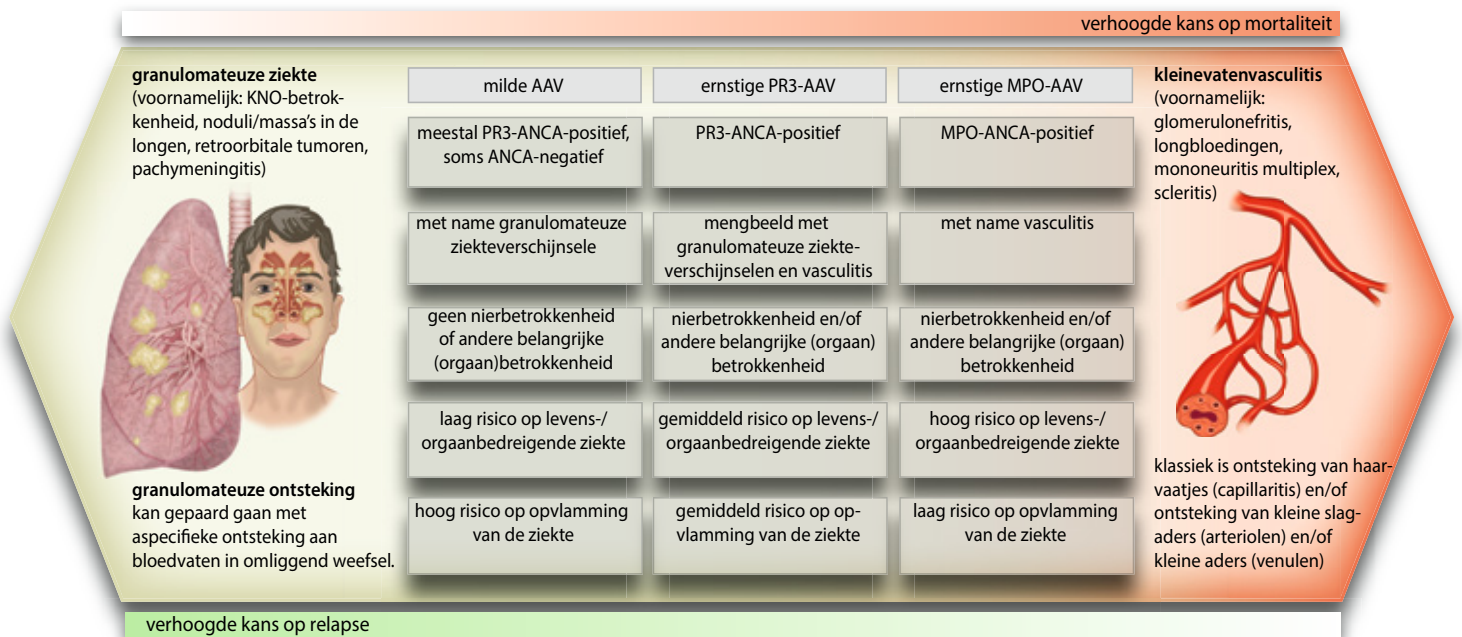 verhoogde kans op mortaliteit
granulomateuze ziekte
(voornamelijk: KNO-betrok-
kenheid, noduli/massa's in de
longen, retroorbitale tumoren,
pachymeningitis)
granulomateuze ontsteking
kan gepaard gaan met
aspecifieke ontsteking aan
bloedvaten in omliggend weefsel.
milde AAV
ernstige PR3-AAV
ernstige MPO-AAV
meestal PR3-ANCA-positief,
soms ANCA-negatief
PR3-ANCA-positief
MPO-ANCA-positief
met name granulomateuze
ziekteverschijnsele
mengbeeld met
granulomateuze ziekte-
verschijnselen en vasculitis
met name vasculitis
geen nierbetrokkenheid
of andere belangrijke
(orgaan)betrokkenheid
nierbetrokkenheid en/of
andere belangrijke (orgaan)
betrokkenheid
nierbetrokkenheid en/of
andere belangrijke (orgaan)
betrokkenheid
laag risico op levens-/
orgaanbedreigende ziekte
gemiddeld risico op levens-/
orgaanbedreigende ziekte
hoog risico op levens-/
orgaanbedreigende ziekte
hoog risico op opvlamming
van de ziekte
gemiddeld risico op op-
vlamming van de ziekte
laag risico op opvlamming
van de ziekte
kleinevatenvasculitis
(voornamelijk:
glomerulonefritis,
longbloedingen,
mononeuritis multiplex,
scleritis)
klassiek is ontsteking van haar-
vaatjes (capillaritis) en/of
ontsteking van kleine slag-
aders (arteriolen) en/of
kleine aders (venulen)
verhoogde kans op relapse